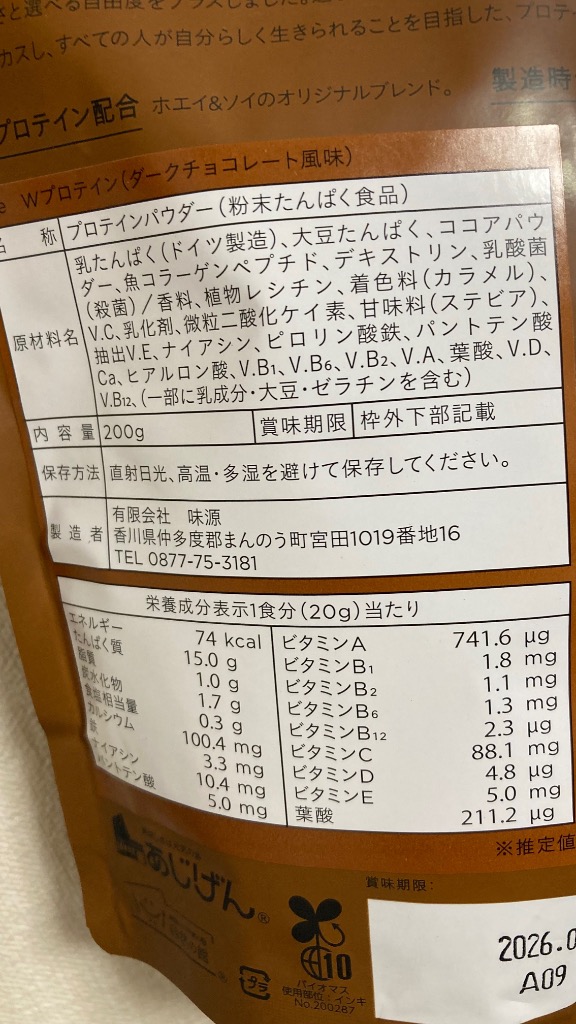 さと選べる自由度をプラスしました。
カスし、すべての人が自分らしく生きられることを目指した、プロテ
製造時
プロテイン配合 ホエイ&ソイのオリジナルブレンド。
e Wプロテイン(ダークチョコレート風味)
名 称 プロテインパウダー(粉末たんぱく食品)
原材料名 乳たんぱく(ドイツ製造)、大豆たんぱく、ココアパウ
ダー、魚コラーゲンペプチド、デキストリン、乳酸菌
(殺菌)/香料、植物レシチン、着色料(カラメル)、
V.C、乳化剤、微粒二酸化ケイ素、甘味料(ステビア)、
抽出V.E、ナイアシン、ピロリン酸鉄、パントテン酸
Ca、ヒアルロン酸、V.B1、V.B6、V.B2、V.A、葉酸、V.D、
V.B12、(一部に乳成分・大豆・ゼラチンを含む)
内容量 200g 賞味期限 枠外下部記載
保存方法 直射日光、高温・多湿を避けて保存してください。
製造者 有限会社 味源
香川県仲多度郡まんのう町宮田1019番地16
TEL 0877-75-3181
栄養成分表示1食分(20g)当たり
エネルギー 74 kcal ビタミンA 741.6 μg
たんぱく質 15.0 g ビタミンB1 1.8 mg
脂質 1.0 g ビタミンB2 1.1 mg
炭水化物 1.7 g ビタミンB6 1.3 mg
食塩相当量 0.3 g ビタミンB12 2.3 μg
カルシウム 100.4 mg ビタミンC 88.1 mg
鉄 3.3 mg ビタミンD 4.8 μg
ナイアシン 10.4 mg ビタミンE 5.0 mg
パントテン酸 5.0 mg 葉酸 211.2 μg
※推定値
あじげん®
賞味期限:
プラ
10
バイオマス
使用部位:インキ
No.200287
2026.0
A09